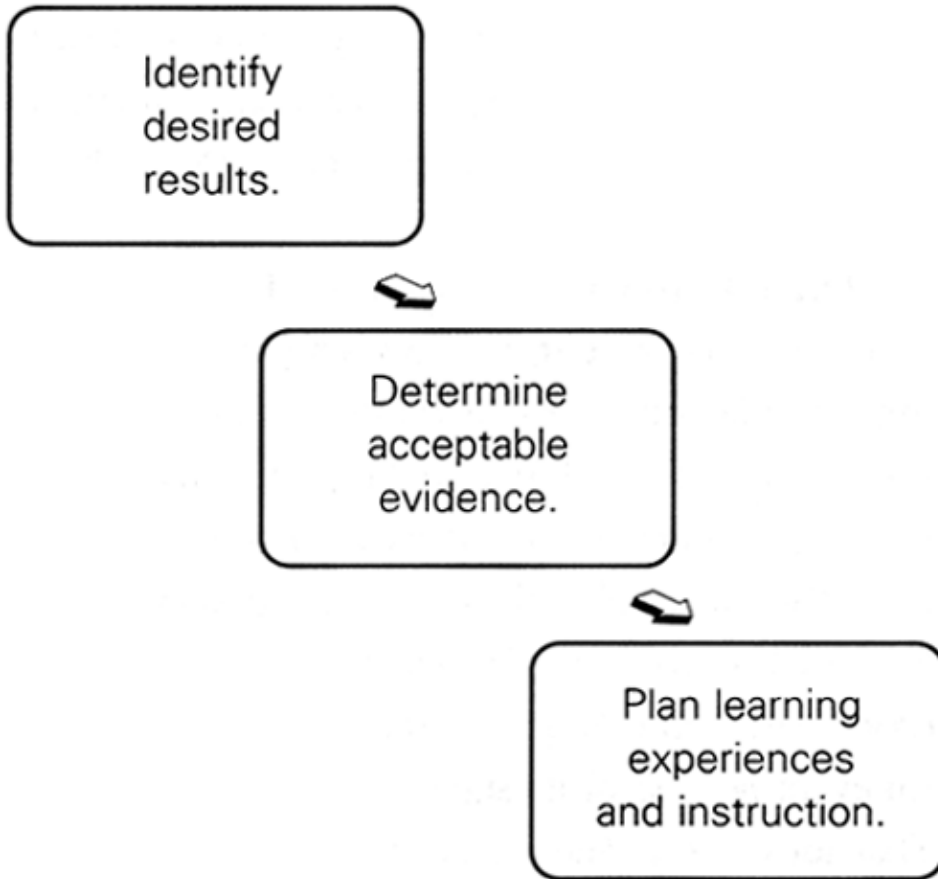 Identify
desired
results.
Determine
acceptable
evidence.
Plan learning
experiences
and instruction.